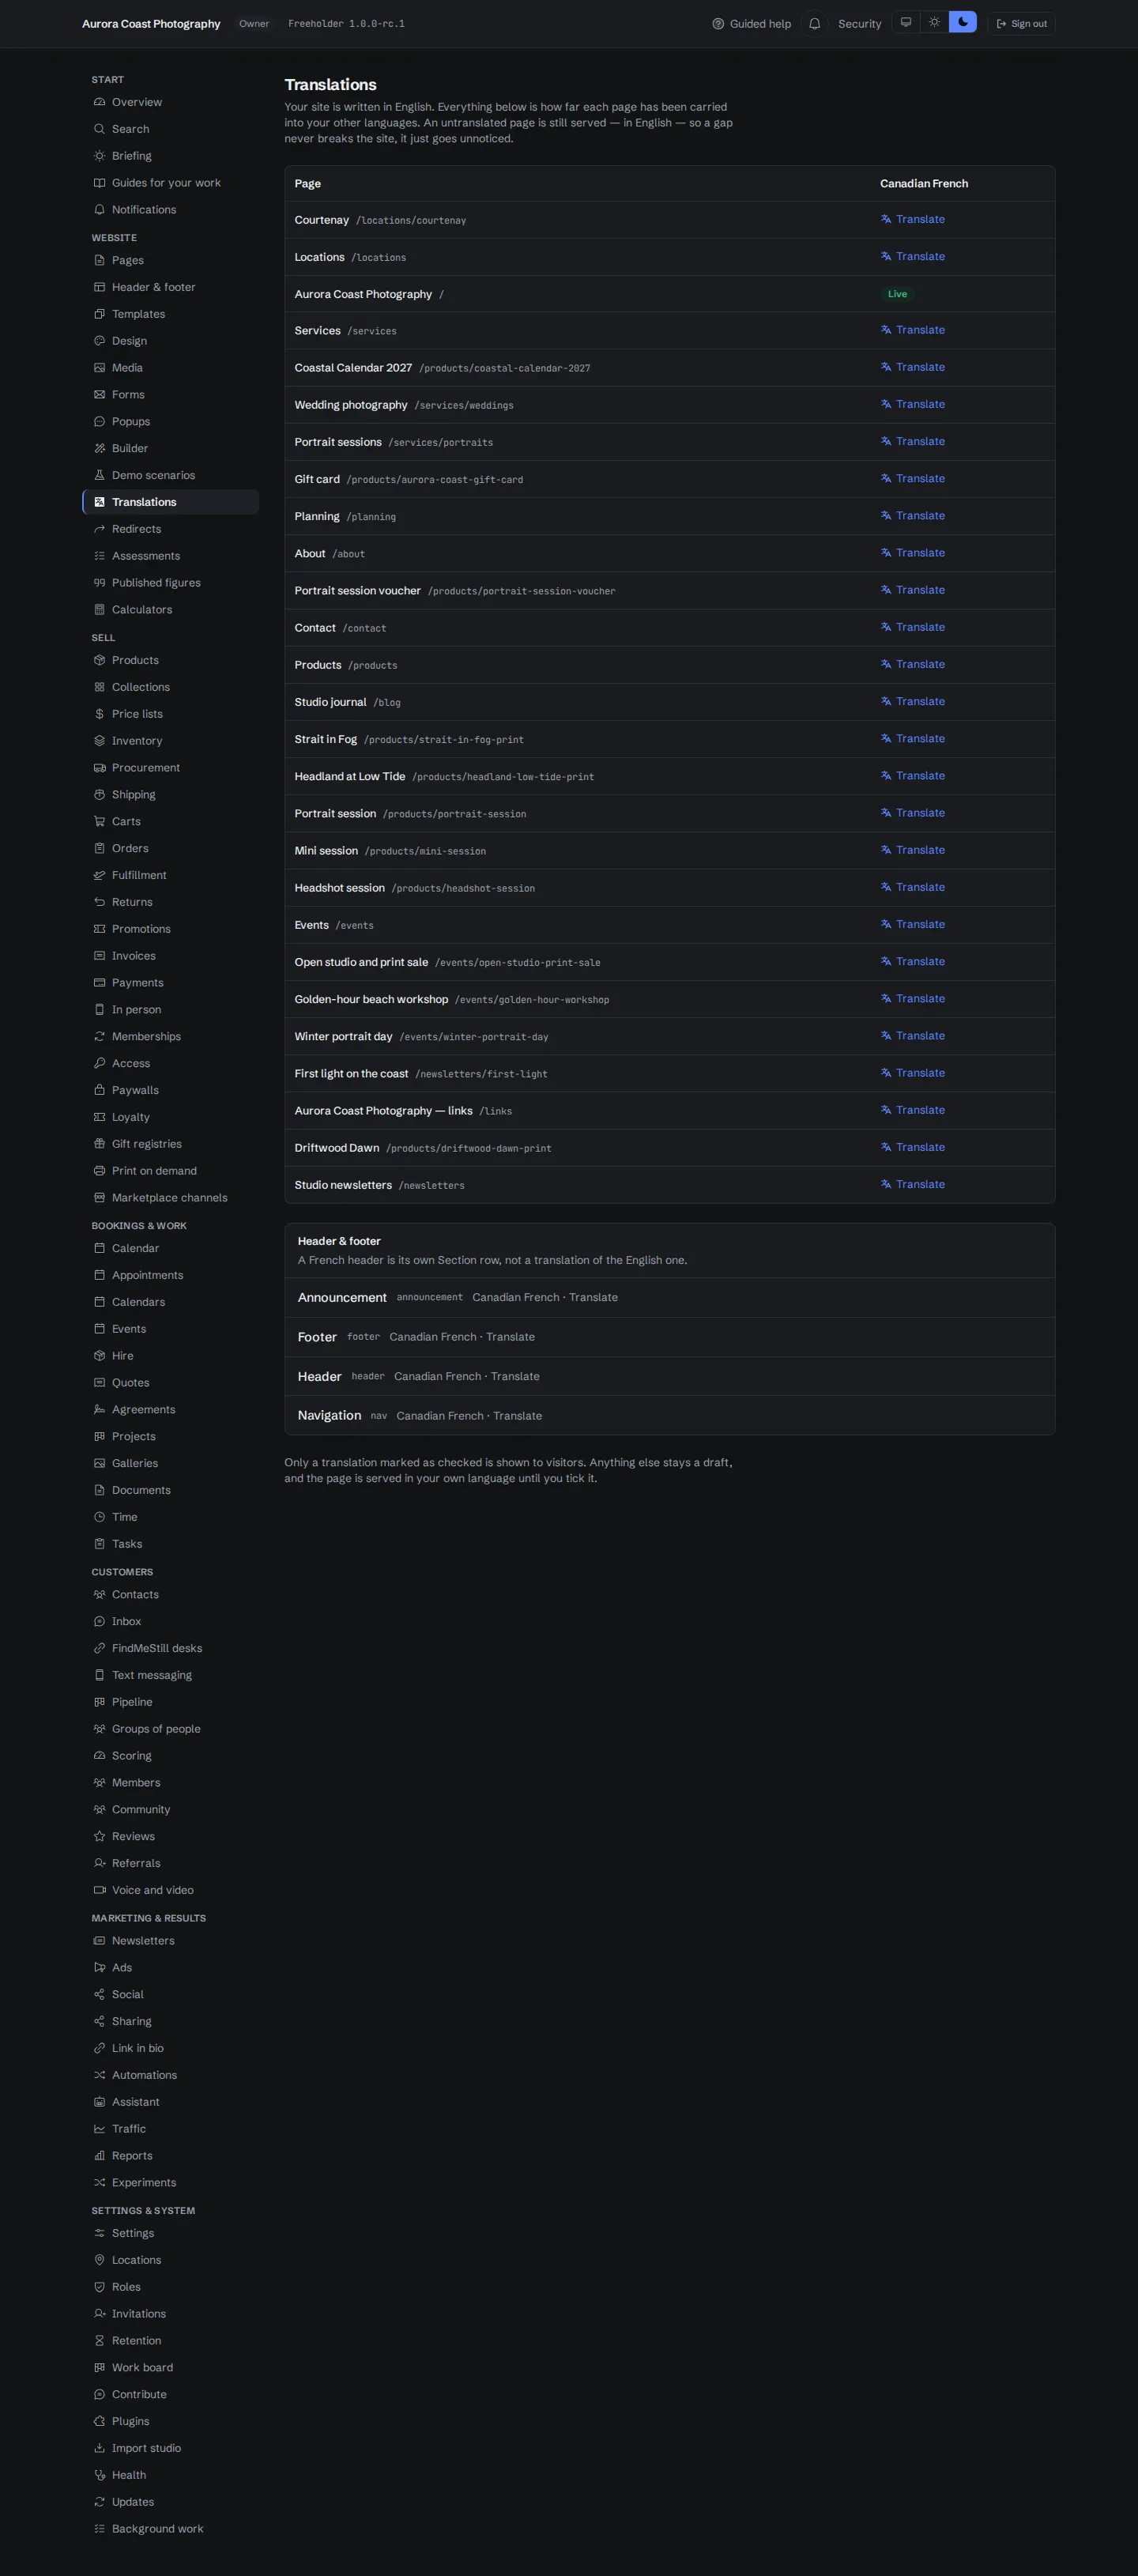 Aurora Coast Photography Owner Freeholder 1.0.0-rc.1 Guided help Security Sign out
START
Overview
Search
Briefing
Guides for your work
Notifications
WEBSITE
Pages
Header & footer
Templates
Design
Media
Forms
Popups
Builder
Demo scenarios
Translations
Redirects
Assessments
Published figures
Calculators
SELL
Products
Collections
Price lists
Inventory
Procurement
Shipping
Carts
Orders
Fulfillment
Returns
Promotions
Invoices
Payments
In person
Memberships
Access
Paywalls
Loyalty
Gift registries
Print on demand
Marketplace channels
BOOKINGS & WORK
Calendar
Appointments
Calendars
Events
Hire
Quotes
Agreements
Projects
Galleries
Documents
Time
Tasks
CUSTOMERS
Contacts
Inbox
FindMeStill desks
Text messaging
Pipeline
Groups of people
Scoring
Members
Community
Reviews
Referrals
Voice and video
MARKETING & RESULTS
Newsletters
Ads
Social
Sharing
Link in bio
Automations
Assistant
Traffic
Reports
Experiments
SETTINGS & SYSTEM
Settings
Locations
Roles
Invitations
Retention
Work board
Contribute
Plugins
Import studio
Health
Updates
Background work
Translations
Your site is written in English. Everything below is how far each page has been carried
into your other languages. An untranslated page is still served — in English — so a gap
never breaks the site, it just goes unnoticed.
Page Canadian French
Courtenay /locations/courtenay Translate
Locations /locations Translate
Aurora Coast Photography / Live
Services /services Translate
Coastal Calendar 2027 /products/coastal-calendar-2027 Translate
Wedding photography /services/weddings Translate
Portrait sessions /services/portraits Translate
Gift card /products/aurora-coast-gift-card Translate
Planning /planning Translate
About /about Translate
Portrait session voucher /products/portrait-session-voucher Translate
Contact /contact Translate
Products /products Translate
Studio journal /blog Translate
Strait in Fog /products/strait-in-fog-print Translate
Headland at Low Tide /products/headland-low-tide-print Translate
Portrait session /products/portrait-session Translate
Mini session /products/mini-session Translate
Headshot session /products/headshot-session Translate
Events /events Translate
Open studio and print sale /events/open-studio-print-sale Translate
Golden-hour beach workshop /events/golden-hour-workshop Translate
Winter portrait day /events/winter-portrait-day Translate
First light on the coast /newsletters/first-light Translate
Aurora Coast Photography — links /links Translate
Driftwood Dawn /products/driftwood-dawn-print Translate
Studio newsletters /newsletters Translate
Header & footer
A French header is its own Section row, not a translation of the English one.
Announcement announcement Canadian French · Translate
Footer footer Canadian French · Translate
Header header Canadian French · Translate
Navigation nav Canadian French · Translate
Only a translation marked as checked is shown to visitors. Anything else stays a draft,
and the page is served in your own language until you tick it.